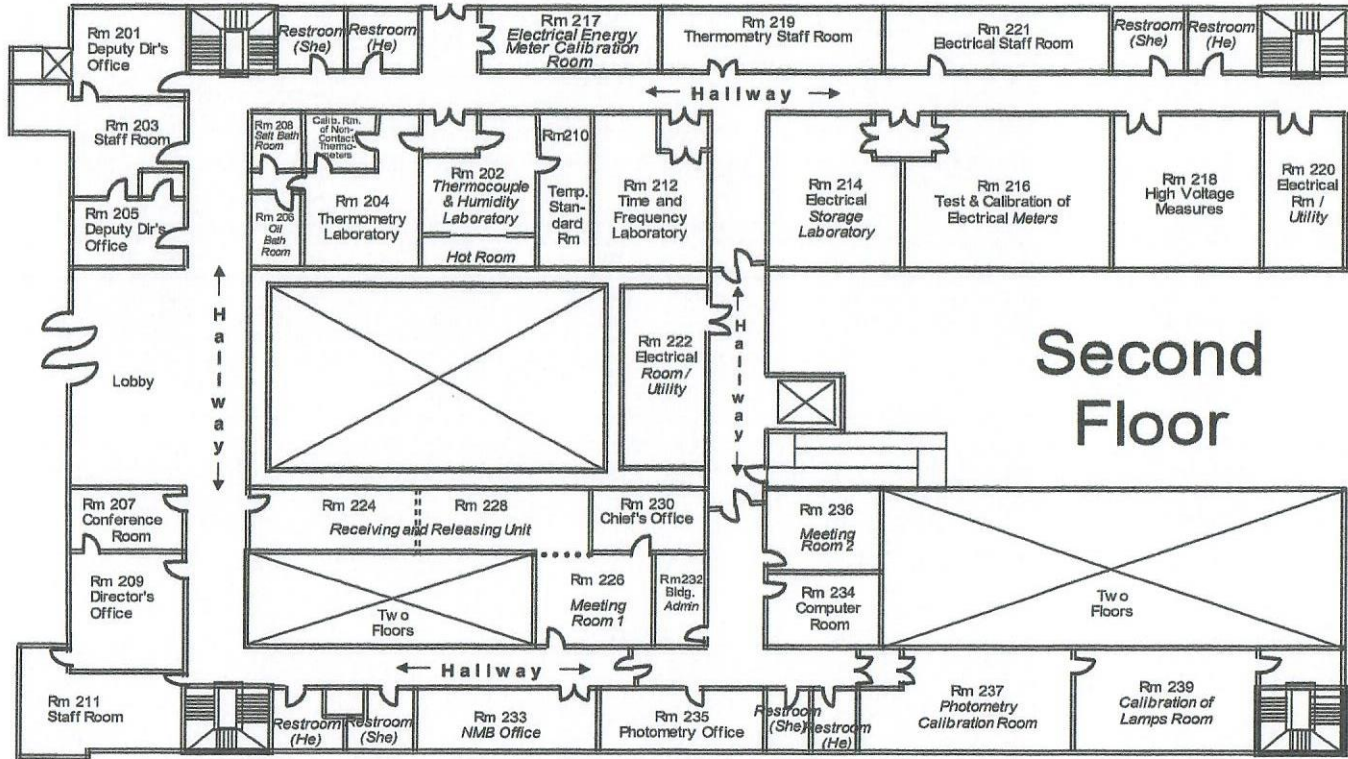 Rm 201
Deputy Dir's
Office
Restroom
(She)
Restroom
(He)
Rm 217
Electrical Energy
Meter Calibration
Room
Rm 219
Thermometry Staff Room
Rm 221
Electrical Staff Room
Restroom
(She)
Restroom
(He)
Hallway
Rm 203
Staff Room
Rm 205
Deputy Dir's
Office
Rm 208
Salt Bath
Room
Calib. Rm.
of Non-
Contact
Thermo-
meters
Rm 206
Oil
Bath
Room
Rm 204
Thermometry
Laboratory
Rm 202
Thermocouple
& Humidity
Laboratory
Hot Room
Rm210
Temp.
Stan-
dard
Rm
Rm 212
Time and
Frequency
Laboratory
Rm 214
Electrical
Storage
Laboratory
Rm 216
Test & Calibration of
Electrical Meters
Rm 218
High Voltage
Measures
Rm 220
Electrical
Rm /
Utility
Lobby
Hallway
Rm 222
Electrical
Room /
Utility
Hallway
Second
Floor
Rm 207
Conference
Room
Rm 209
Director's
Office
Rm 211
Staff Room
Rm 224
Rm 228
Receiving and Releasing Unit
Rm 230
Chief's Office
Two
Floors
Rm 226
Meeting
Room 1
Rm232
Bldg.
Admin
Rm 236
Meeting
Room 2
Rm 234
Computer
Room
Two
Floors
Hallway
Restroom
(He)
Restroom
(She)
Rm 233
NMB Office
Rm 235
Photometry Office
Restroom
(She)
Restroom
(He)
Rm 237
Photometry
Calibration Room
Rm 239
Calibration of
Lamps Room